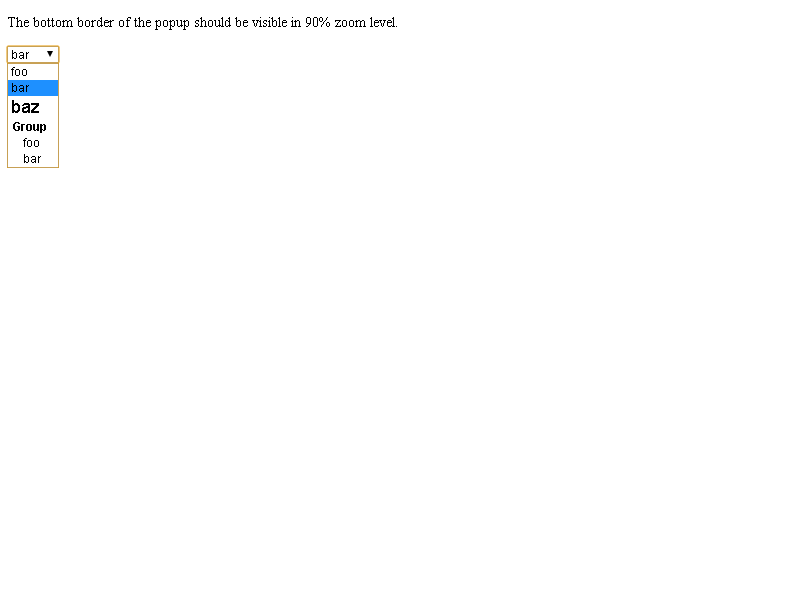 The bottom border of the popup should be visible in 90% zoom level.
bar
foo
bar
baz
Group
foo
bar